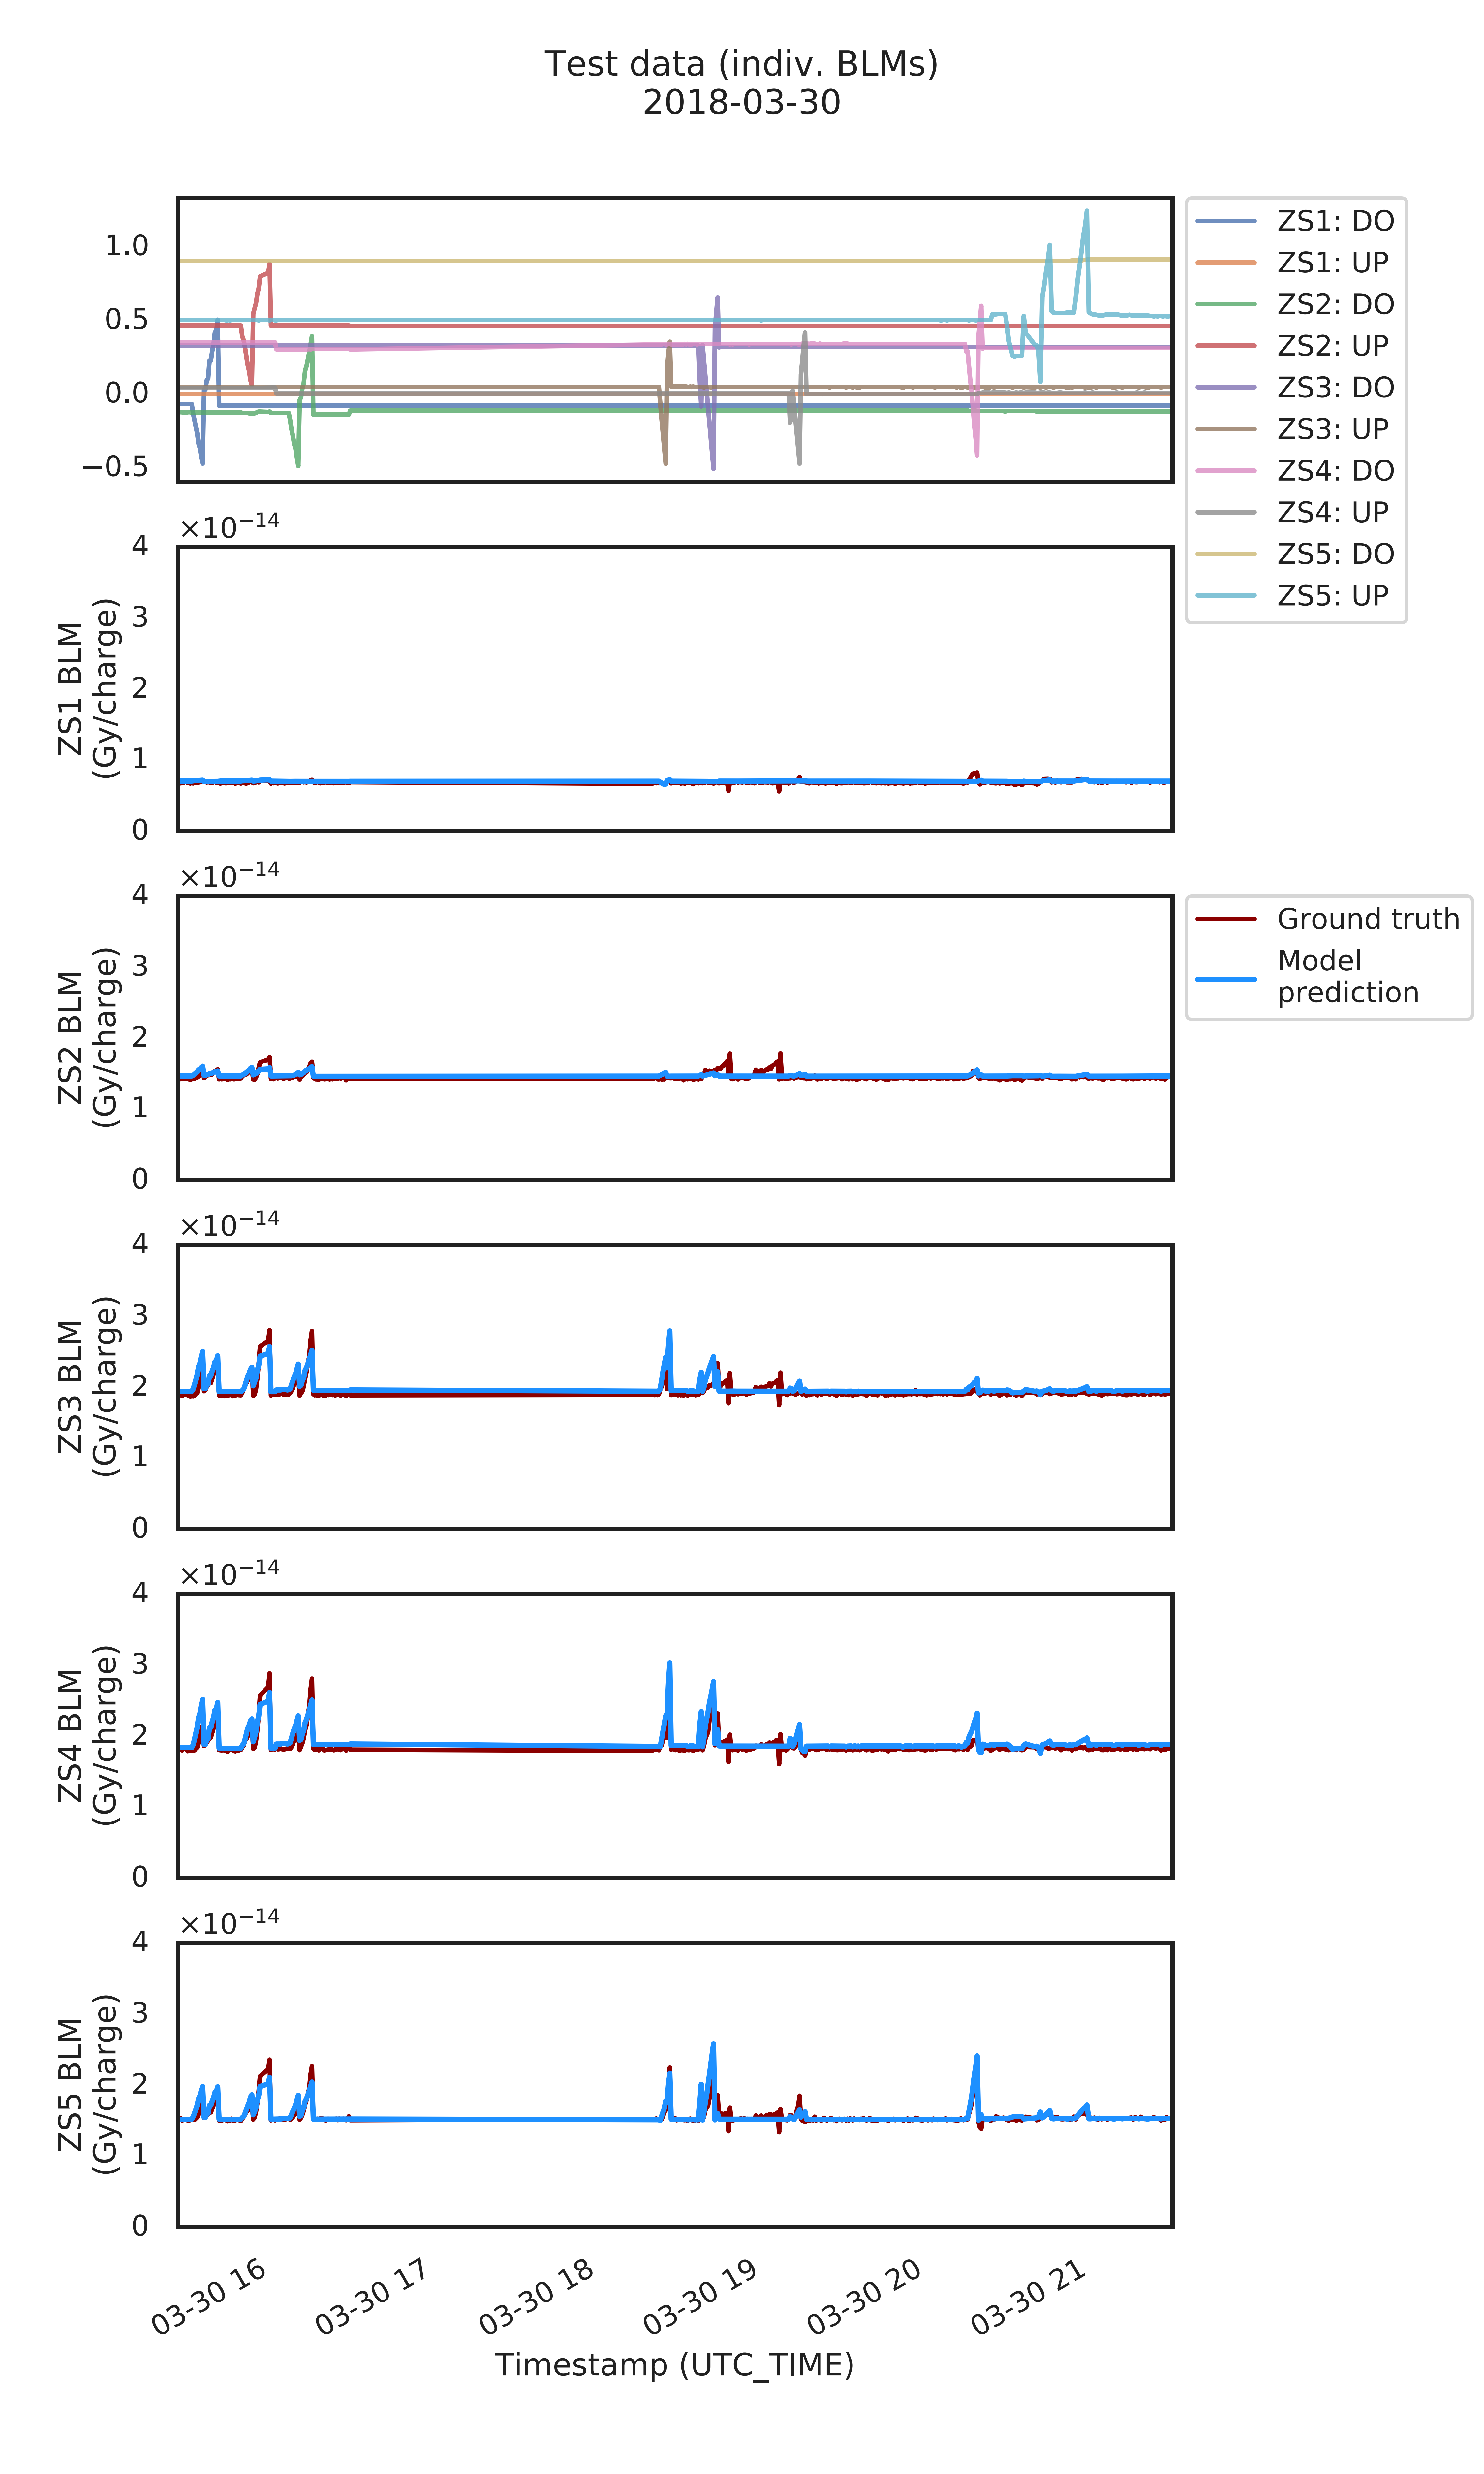 Test data (indiv. BLMs)
2018-03-30
1.0
0.5
0.0
−0.5
ZS1: DO
ZS1: UP
ZS2: DO
ZS2: UP
ZS3: DO
ZS3: UP
ZS4: DO
ZS4: UP
ZS5: DO
ZS5: UP
×10⁻¹⁴
4
3
2
1
0
ZS1 BLM
(Gy/charge)
×10⁻¹⁴
4
3
2
1
0
ZS2 BLM
(Gy/charge)
Ground truth
Model
prediction
×10⁻¹⁴
4
3
2
1
0
ZS3 BLM
(Gy/charge)
×10⁻¹⁴
4
3
2
1
0
ZS4 BLM
(Gy/charge)
×10⁻¹⁴
4
3
2
1
0
ZS5 BLM
(Gy/charge)
03-30 16
03-30 17
03-30 18
03-30 19
03-30 20
03-30 21
Timestamp (UTC_TIME)